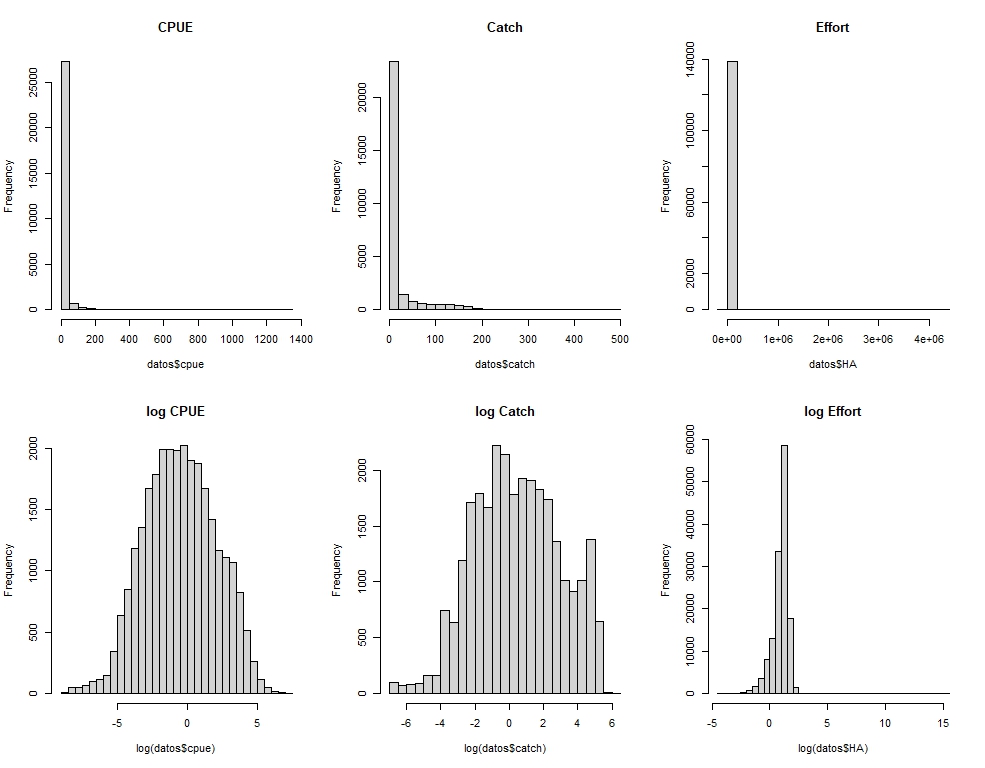 CPUE
Frequency
0 5000 10000 15000 20000 25000
0 200 400 600 800 1000 1200 1400
datos$cpue
Catch
Frequency
0 5000 10000 15000 20000
0 100 200 300 400 500
datos$catch
Effort
Frequency
0 20000 60000 100000 140000
0e+00 1e+06 2e+06 3e+06 4e+06
datos$HA
log CPUE
Frequency
0 500 1000 1500 2000
-5 0 5
log(datos$cpue)
log Catch
Frequency
0 500 1000 1500 2000
-6 -4 -2 0 2 4 6
log(datos$catch)
log Effort
Frequency
0 10000 20000 30000 40000 50000 60000
-5 0 5 10 15
log(datos$HA)